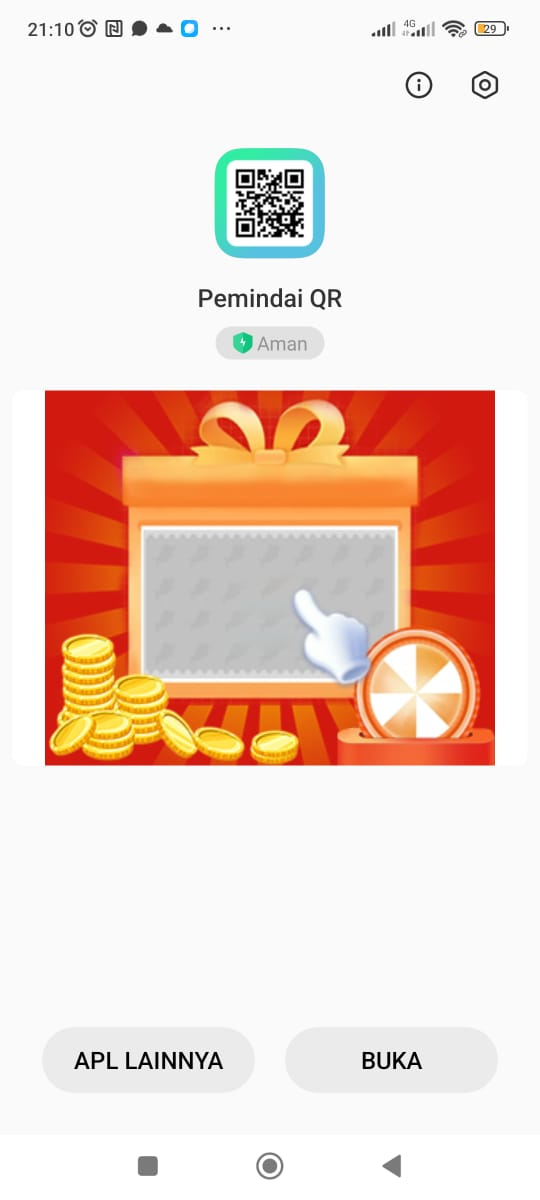 21:10
4G
29
Pemindai QR
Aman
APL LAINNYA
BUKA